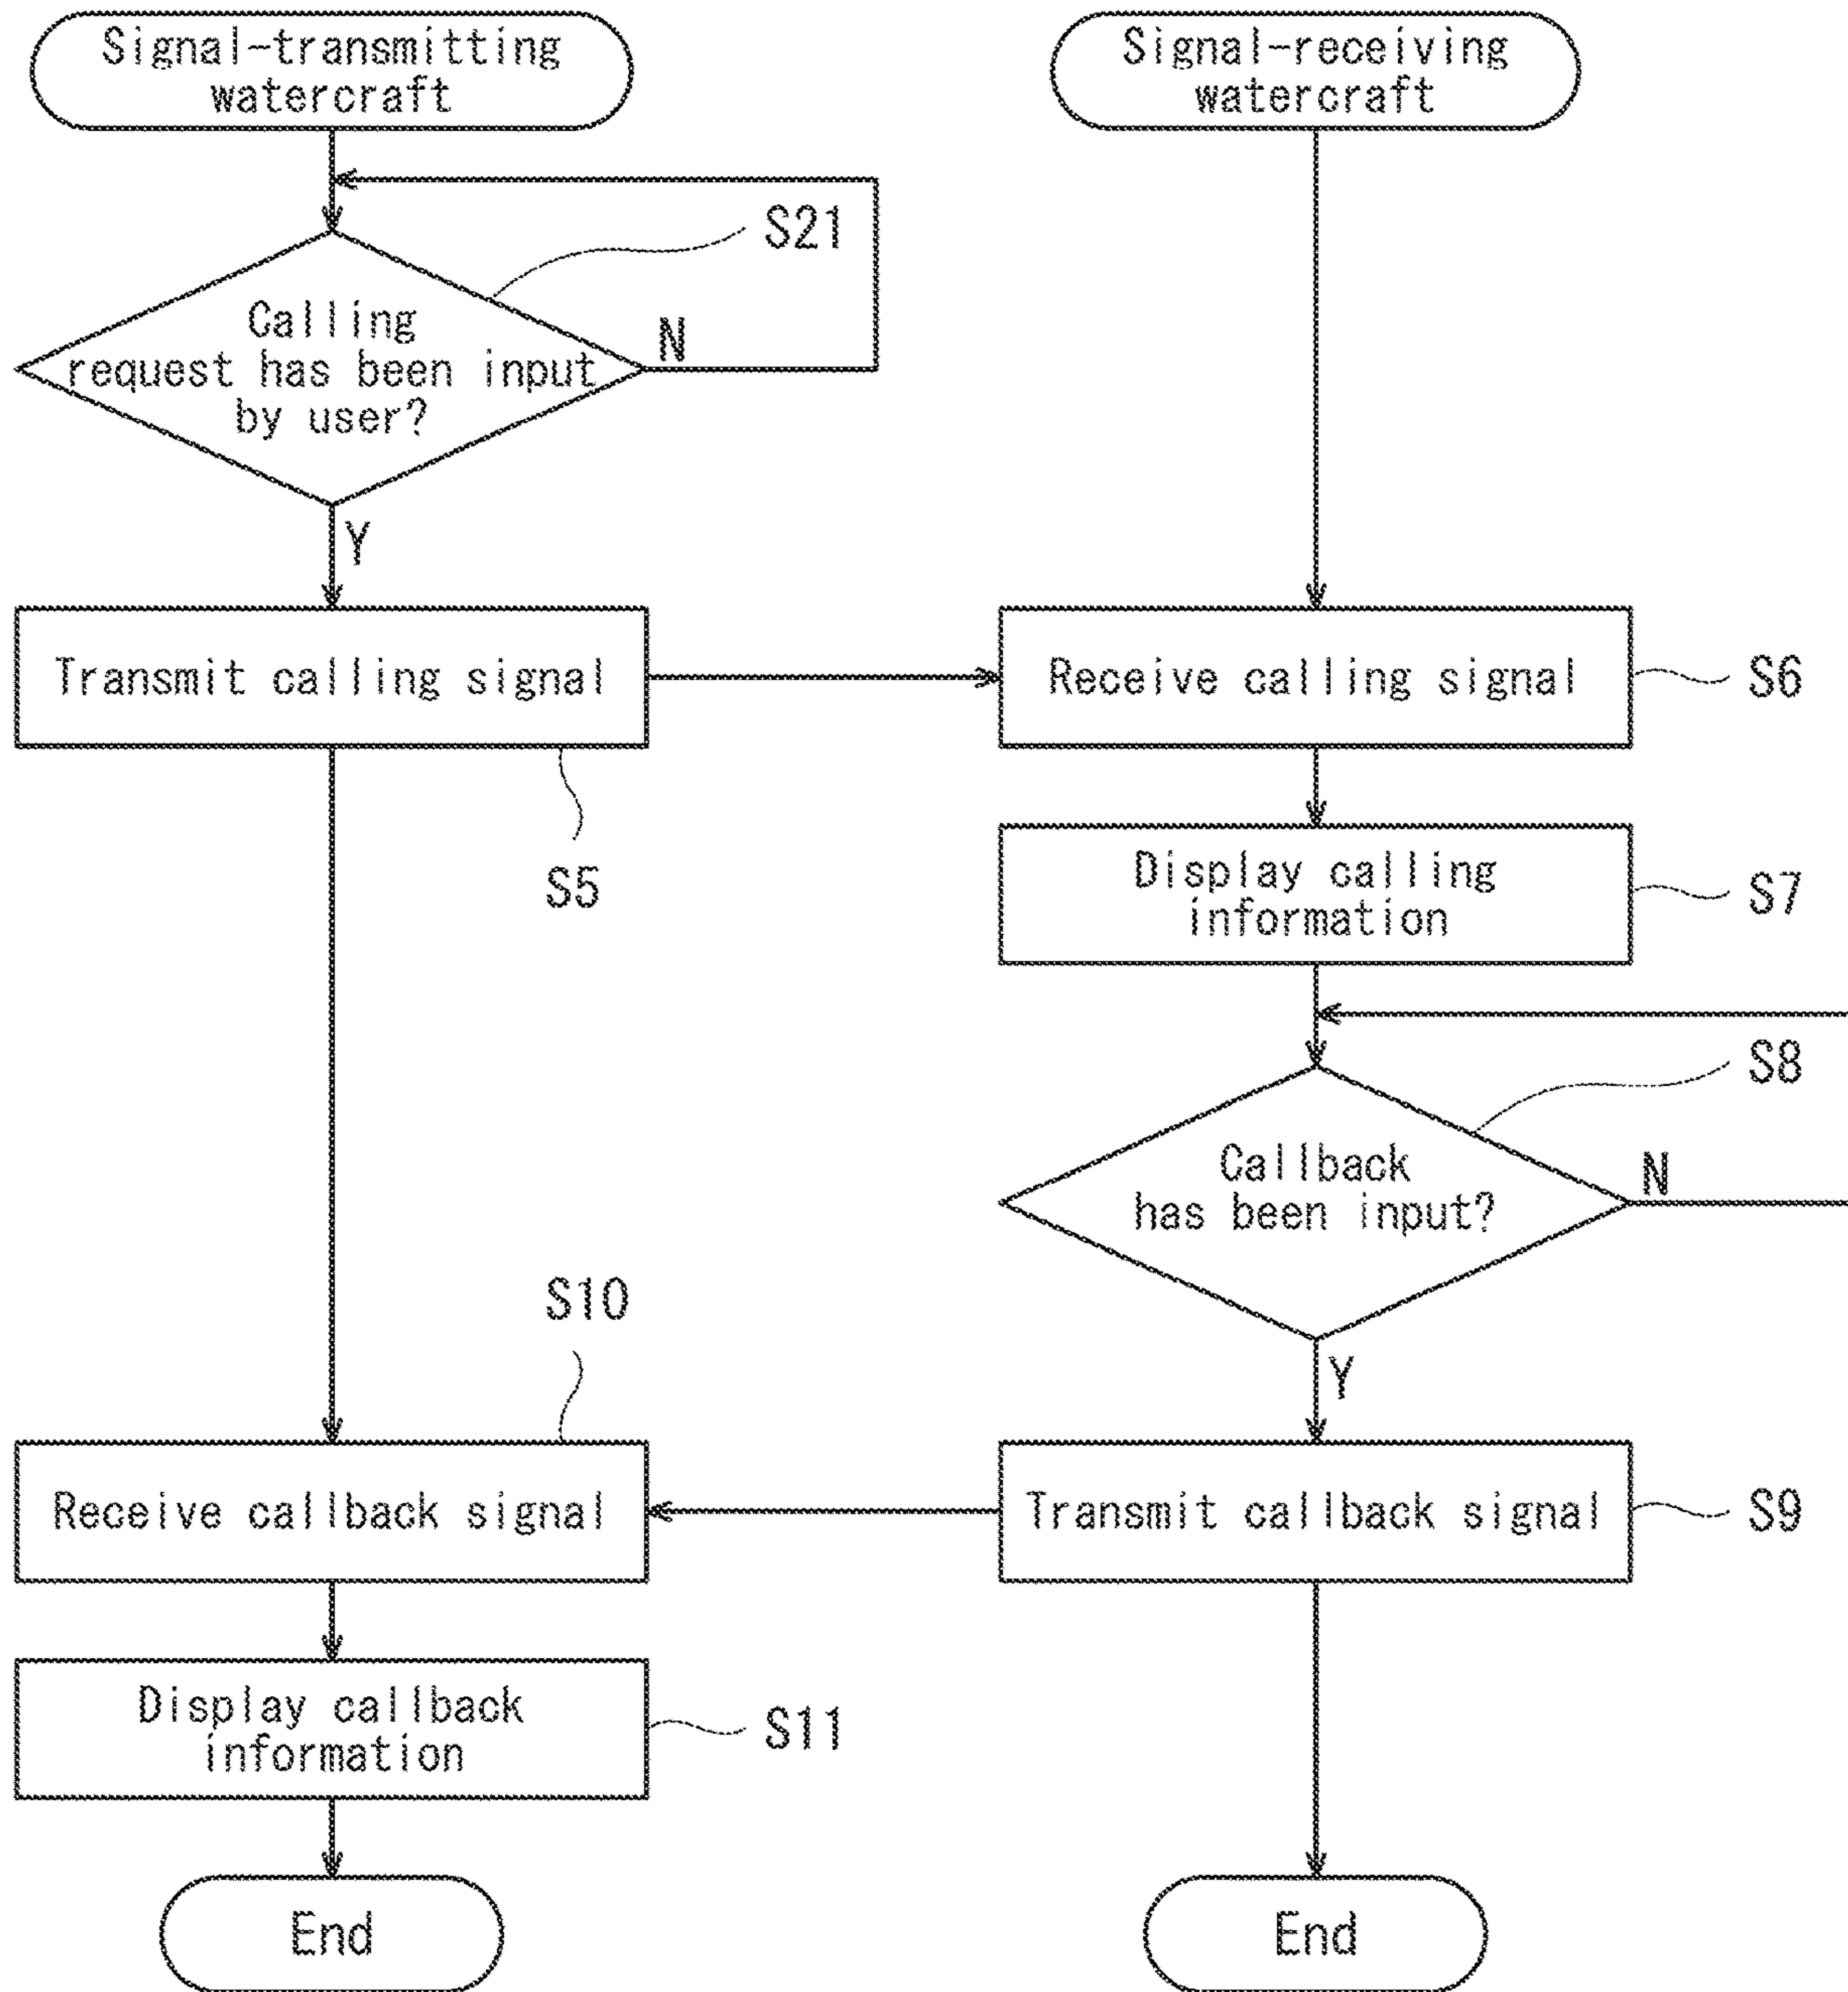 Signal-transmitting
watercraft
Signal-receiving
watercraft
S21
Calling
request has been input
by user?
N
Y
Transmit calling signal
Receive calling signal
S6
S5
Display calling
information
S7
S8
Callback
has been input?
N
S10
Y
Receive callback signal
Transmit callback signal
S9
Display callback
information
S11
End
End